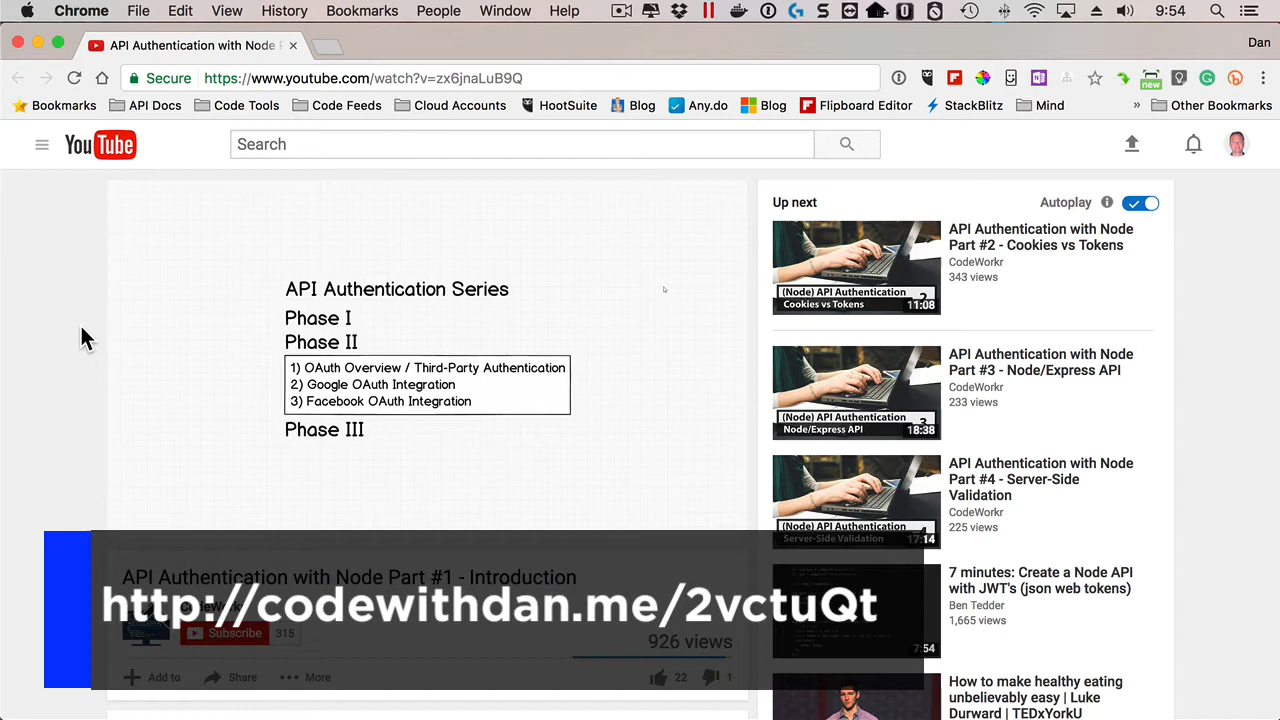 Chrome File Edit View History Bookmarks People Window Help 9:54
API Authentication with Node P
Dan
Secure https://www.youtube.com/watch?v=zx6jnaLuB9Q
new
Bookmarks API Docs Code Tools Code Feeds Cloud Accounts HootSuite Blog Any.do Blog Flipboard Editor StackBlitz Mind » Other Bookmarks
YouTube
Search
API Authentication Series
Phase I
Phase II
1) OAuth Overview / Third-Party Authentication
2) Google OAuth Integration
3) Facebook OAuth Integration
Phase III
API Authentication with Node Part #1 - Introduction
http://codewithdan.me/2vctuQt
Subscribe 315
926 views
Add to Share More
22 1
Up next
Autoplay
(Node) API Authentication 2
Cookies vs Tokens
11:08
API Authentication with Node
Part #2 - Cookies vs Tokens
CodeWorkr
343 views
(Node) API Authentication 3
Node/Express API
18:38
API Authentication with Node
Part #3 - Node/Express API
CodeWorkr
233 views
(Node) API Authentication 4
Server-Side Validation
17:14
API Authentication with Node
Part #4 - Server-Side
Validation
CodeWorkr
225 views
7:54
7 minutes: Create a Node API
with JWT's (json web tokens)
Ben Tedder
1,665 views
How to make healthy eating
unbelievably easy | Luke
Durward | TEDxYorkU